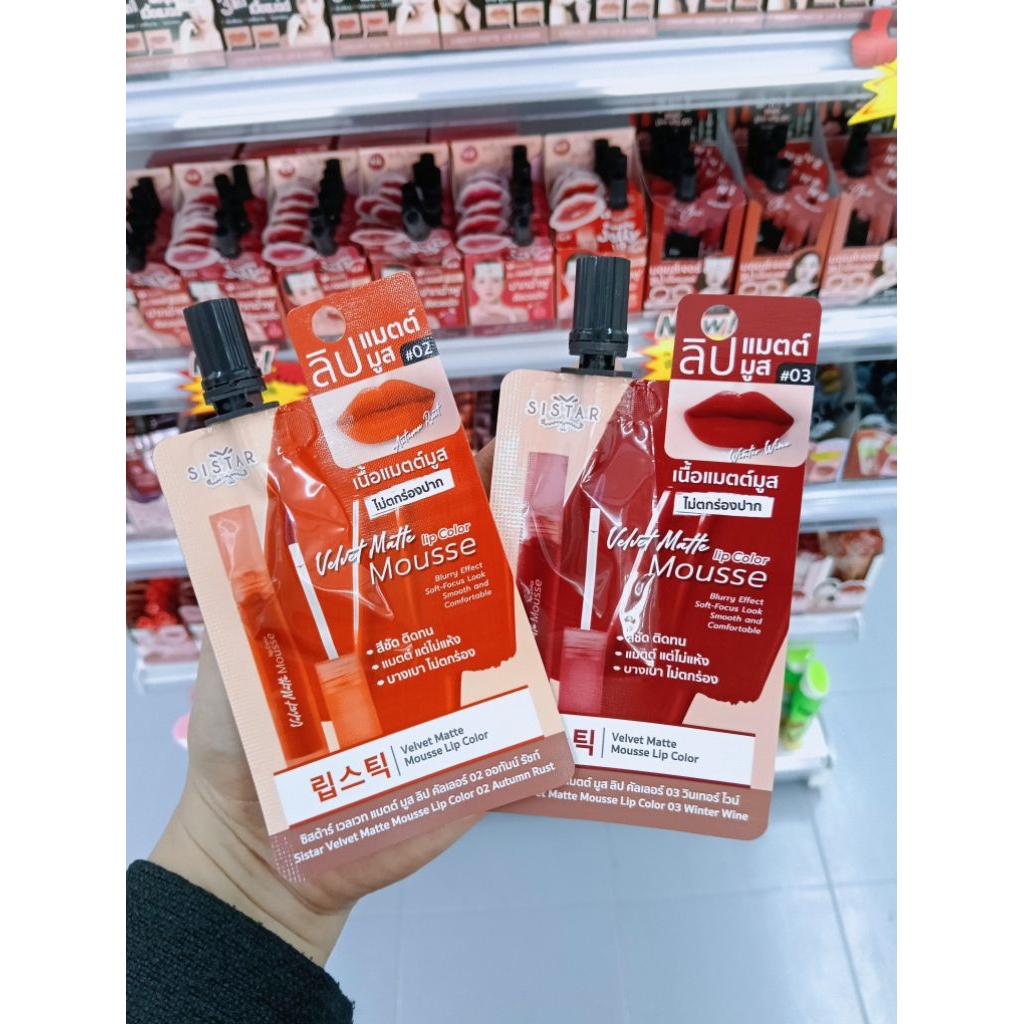 ลิป แมตต์
มูส #02
Autumn Rust
SISTAR
เนื้อแมตต์มูส
ไม่ตกร่องปาก
Velvet Matte lip Color
Mousse
Blurry Effect
Soft-Focus Look
Smooth and
Comfortable
• สีชัด ติดทน
• แมตต์ แต่ไม่แห้ง
• บางเบา ไม่ตกร่อง
Velvet Matte Mousse
립스틱 Velvet Matte
Mousse Lip Color
ซิสต้าร์ เวลเวท แมตต์ มูส ลิป คัลเลอร์ 02 ออทัมน์ รัซท์
Sistar Velvet Matte Mousse Lip Color 02 Autumn Rust
New!
ลิป แมตต์
มูส #03
Winter Wine
SISTAR
เนื้อแมตต์มูส
ไม่ตกร่องปาก
Velvet Matte lip Color
Mousse
Blurry Effect
Soft-Focus Look
Smooth and
Comfortable
• สีชัด ติดทน
• แมตต์ แต่ไม่แห้ง
• บางเบา ไม่ตกร่อง
Mousse
틱 Velvet Matte
Mousse Lip Color
แมตต์ มูส ลิป คัลเลอร์ 03 วินเทอร์ ไวน์
Matte Mousse Lip Color 03 Winter Wine